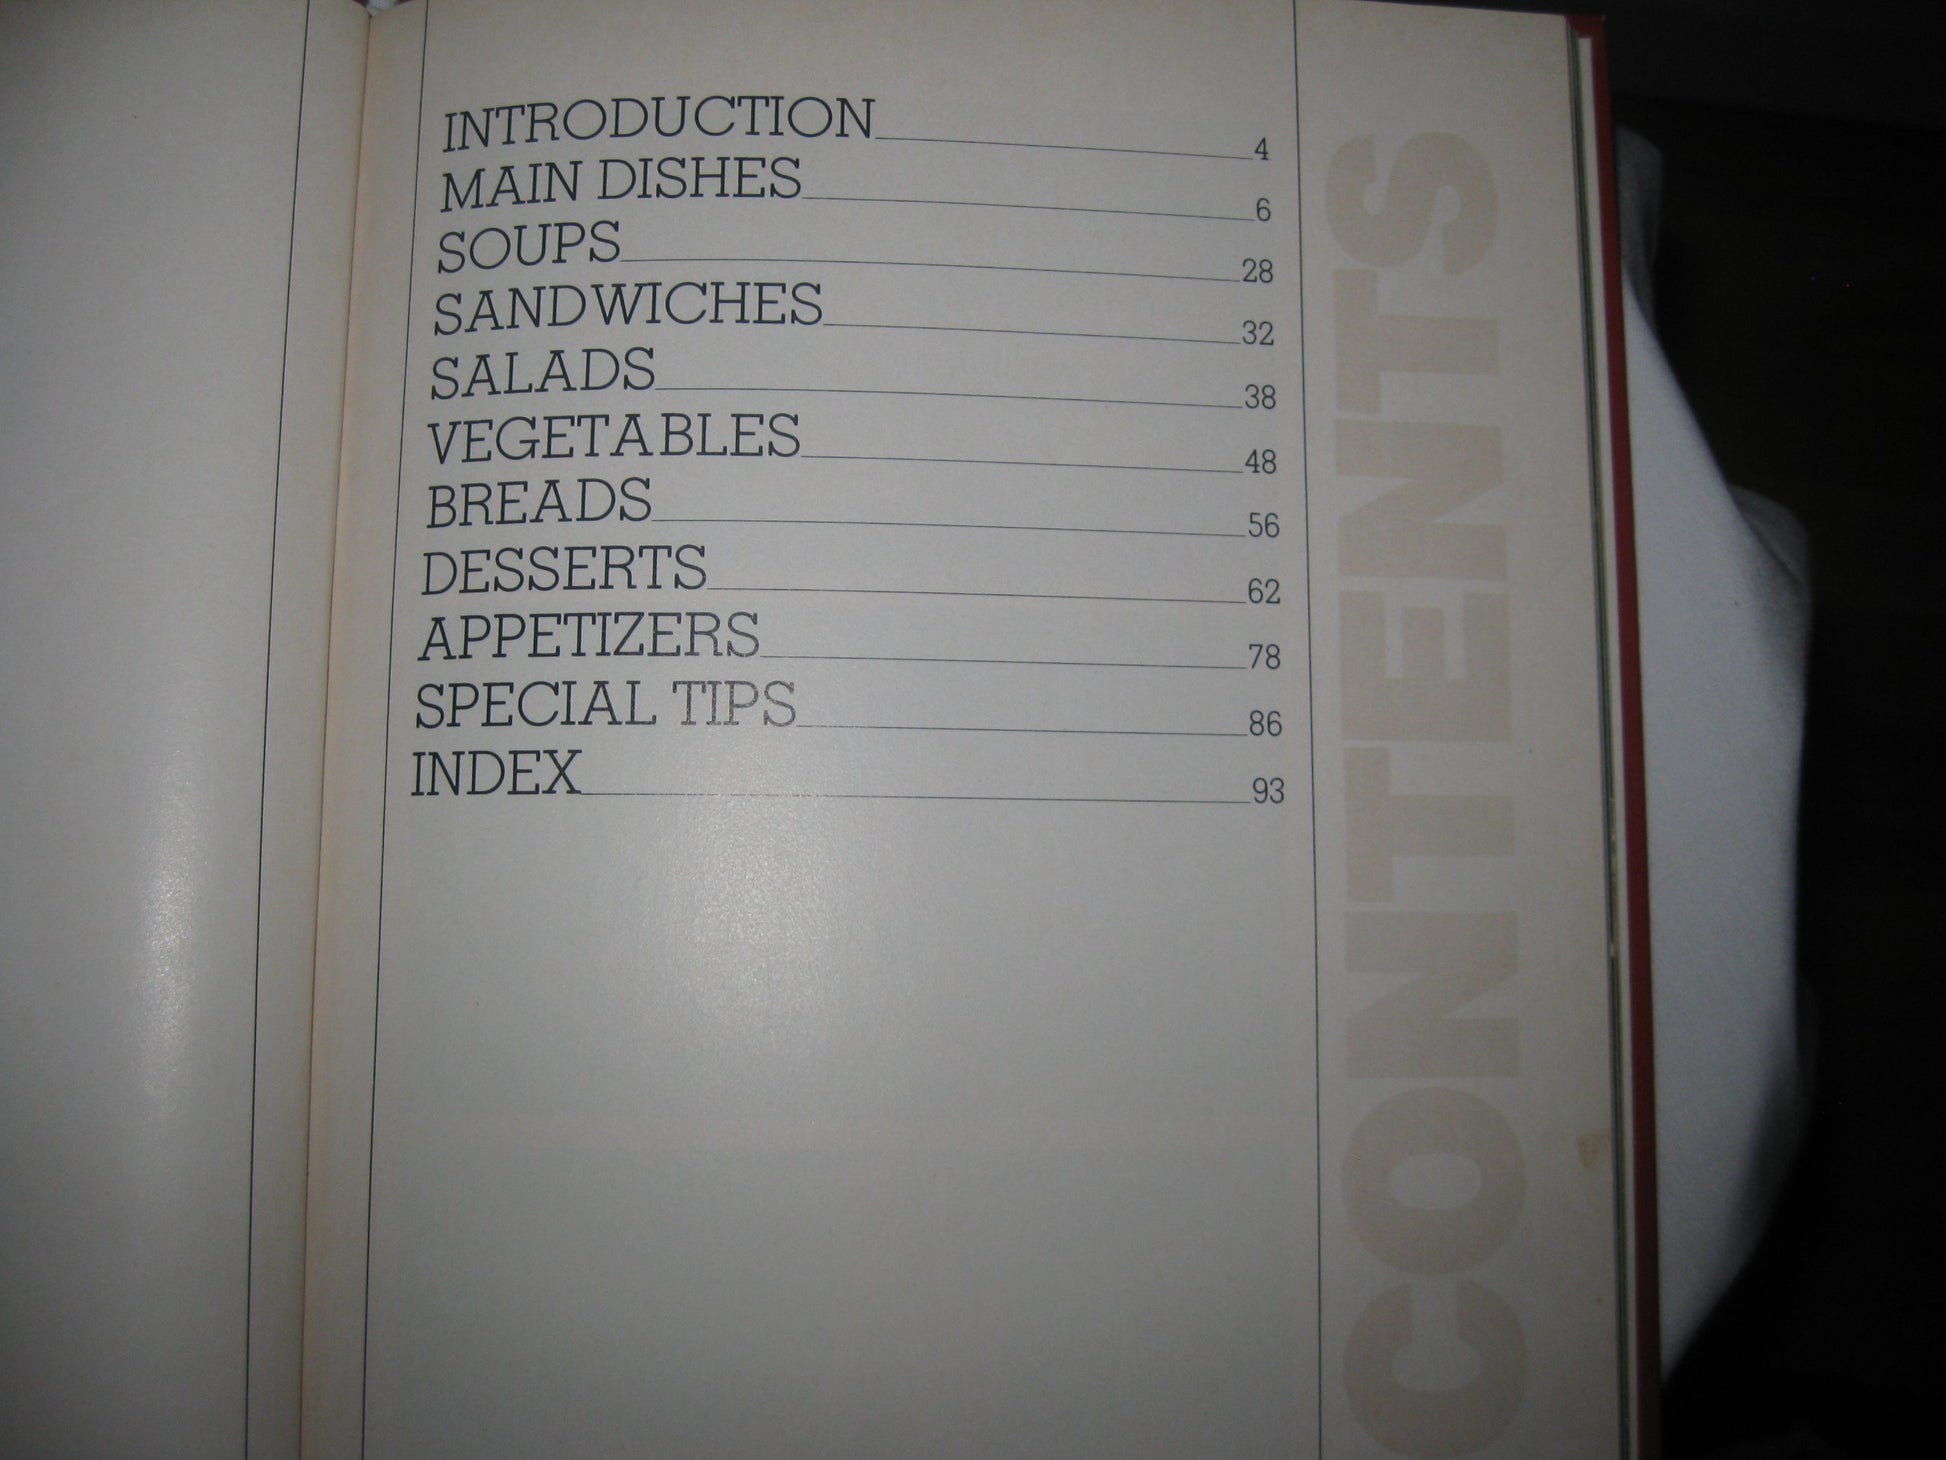 INTRODUCTION 4
MAIN DISHES 6
SOUPS 28
SANDWICHES 32
SALADS 38
VEGETABLES 48
BREADS 56
DESSERTS 62
APPETIZERS 78
SPECIAL TIPS 86
INDEX 93
CONTENTS